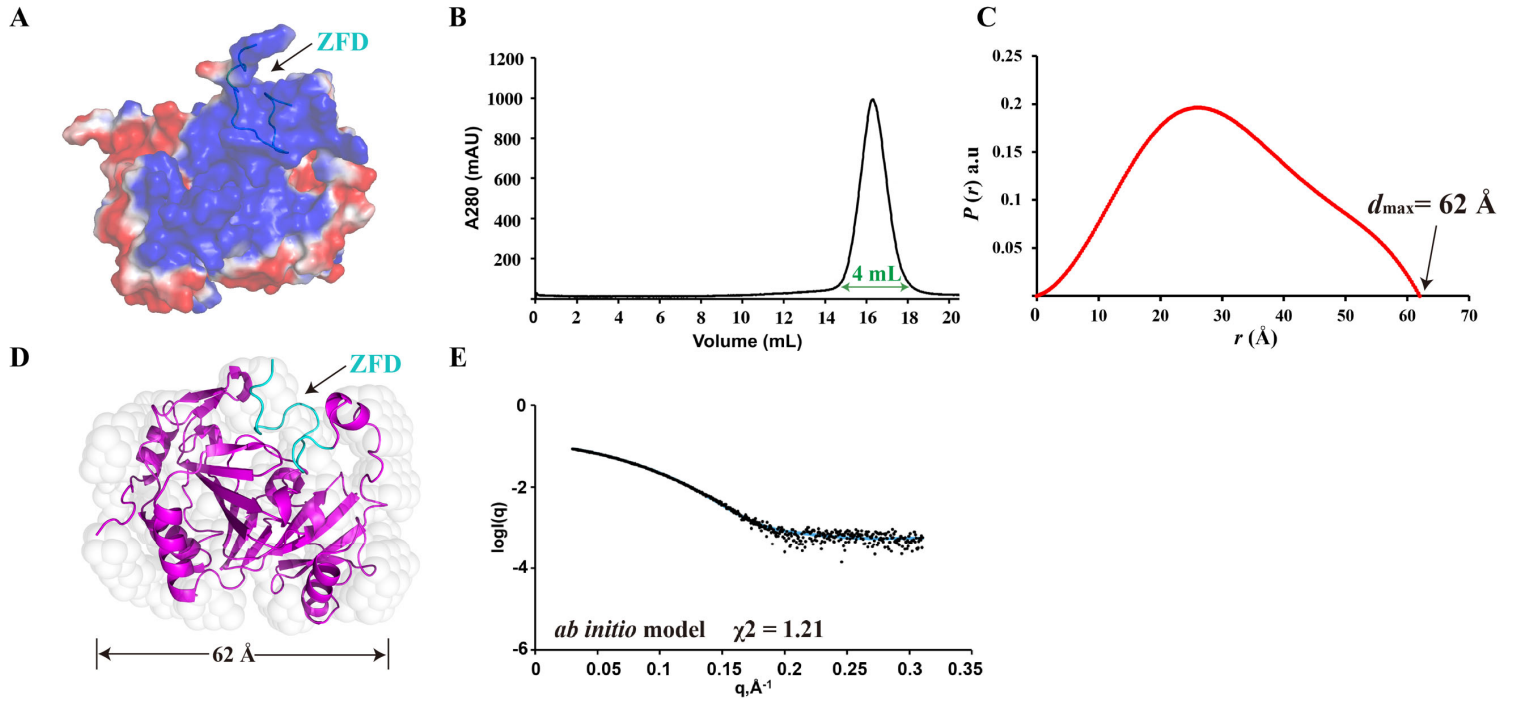 A
ZFD
B
1200
1000
800
600
400
200
A280 (mAU)
4 mL
0 2 4 6 8 10 12 14 16 18 20
Volume (mL)
C
0.25
0.2
0.15
0.1
0.05
P (r) a.u
dmax= 62 Å
0 10 20 30 40 50 60 70
r (Å)
D
ZFD
62 Å
E
0
-2
-4
-6
logI(q)
ab initio model χ2 = 1.21
0 0.05 0.1 0.15 0.2 0.25 0.3 0.35
q,Å-1